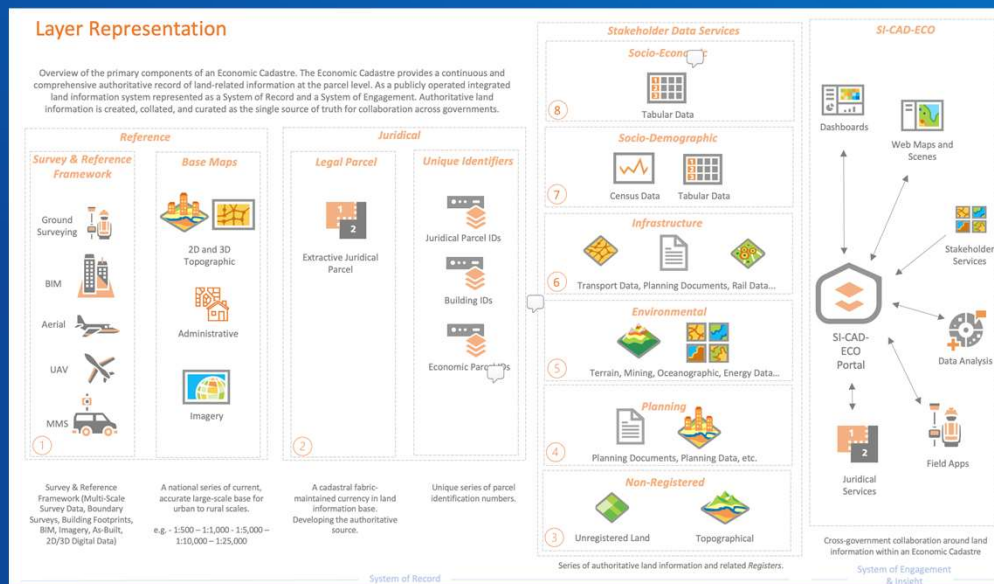 Layer Representation
Overview of the primary components of an Economic Cadastre. The Economic Cadastre provides a continuous and
comprehensive authoritative record of land-related information at the parcel level. As a publicly operated integrated
land information system represented as a System of Record and a System of Engagement. Authoritative land
information is created, collated, and curated as the single source of truth for collaboration across governments.
Reference
Survey & Reference
Framework
Ground
Surveying
BIM
Aerial
UAV
MMS
1
Base Maps
2D and 3D
Topographic
Administrative
Imagery
Juridical
Legal Parcel
1
2
Extractive Juridical
Parcel
2
Unique Identifiers
Juridical Parcel IDs
Building IDs
Economic Parcel IDs
Survey & Reference
Framework (Multi-Scale
Survey Data, Boundary
Surveys, Building Footprints,
BIM, Imagery, As-Built,
2D/3D Digital Data)
A national series of current,
accurate large-scale base for
urban to rural scales.
e.g. - 1:500 – 1:1,000 - 1:5,000 –
1:10,000 – 1:25,000
A cadastral fabric-
maintained currency in land
information base.
Developing the authoritative
source.
Unique series of parcel
identification numbers.
System of Record
Stakeholder Data Services
Socio-Economic
8
Tabular Data
Socio-Demographic
7
Census Data
Tabular Data
Infrastructure
6
Transport Data, Planning Documents, Rail Data...
Environmental
5
Terrain, Mining, Oceanographic, Energy Data...
Planning
4
Planning Documents, Planning Data, etc.
Non-Registered
3
Unregistered Land
Topographical
Series of authoritative land information and related Registers.
SI-CAD-ECO
Dashboards
Web Maps and
Scenes
Stakeholder
Services
SI-CAD-
ECO
Portal
Data Analysis
1
2
Juridical
Services
Field Apps
Cross-government collaboration around land
information within an Economic Cadastre
System of Engagement
& Insight